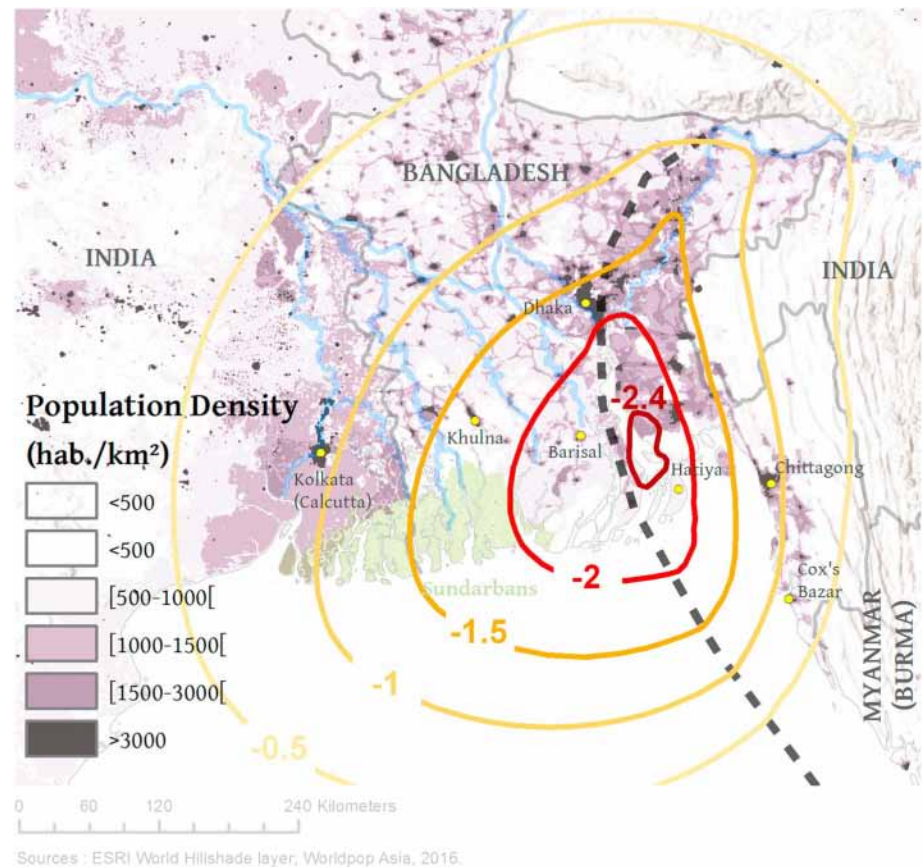 BANGLADESH
INDIA
INDIA
Dhaka
-2.4
Population Density
(hab./km²)
Khulna
Barisal
Hatiya
Chittagong
Kolkata
(Calcutta)
<500
<500
[500-1000[
[1000-1500[
[1500-3000[
>3000
Sundarbans
-2
Cox's
Bazar
-1.5
-1
-0.5
MYANMAR
(BURMA)
0 60 120 240 Kilometers
Sources : ESRI World Hillshade layer, Worldpop Asia, 2016.